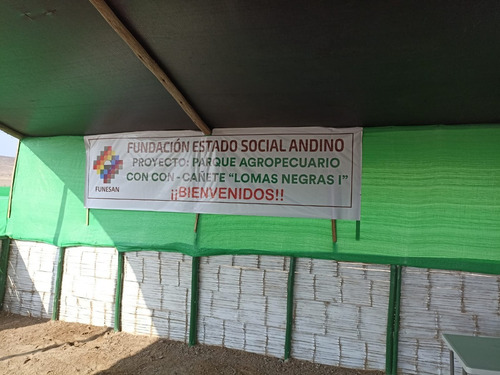 FUNDACIÓN ESTADO SOCIAL ANDINO
PROYECTO: PARQUE AGROPECUARIO
CON CON - CAÑETE "LOMAS NEGRAS I"
¡¡BIENVENIDOS!!
FUNESAN